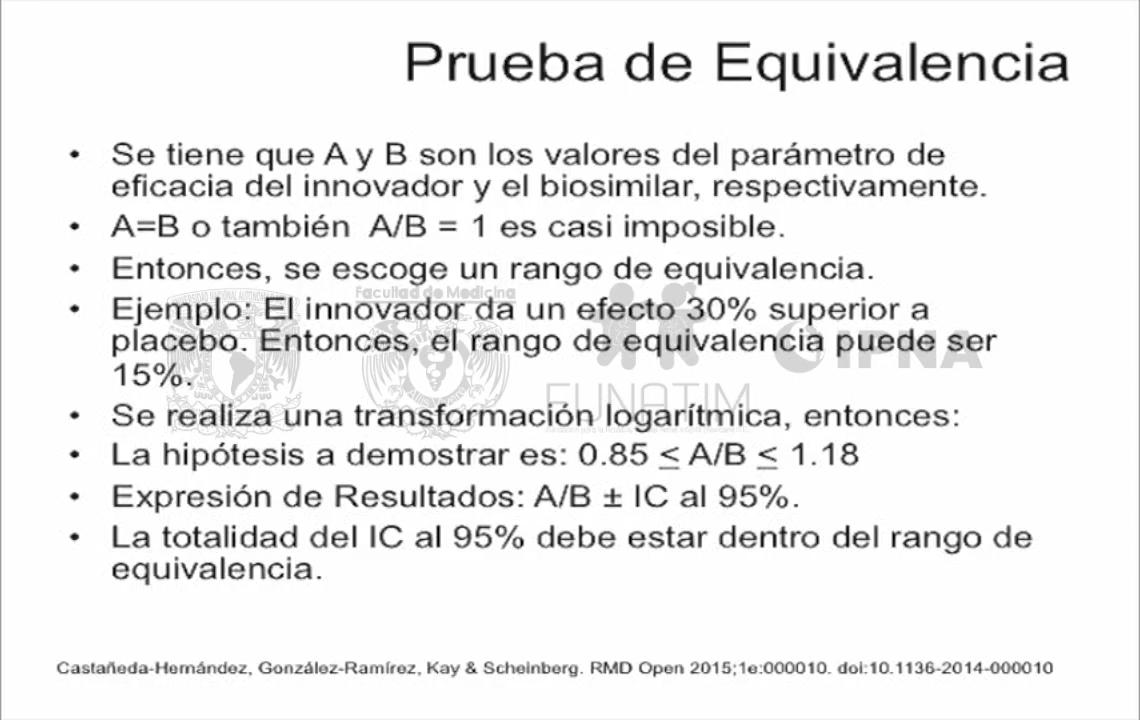 Prueba de Equivalencia
• Se tiene que A y B son los valores del parámetro de
eficacia del innovador y el biosimilar, respectivamente.
• A=B o también A/B = 1 es casi imposible.
• Entonces, se escoge un rango de equivalencia.
Facultad de Medicina
• Ejemplo: El innovador da un efecto 30% superior a
placebo. Entonces, el rango de equivalencia puede ser
15%.
IPNA
FUNATIM
• Se realiza una transformación logarítmica, entonces:
• La hipótesis a demostrar es: 0.85 ≤ A/B ≤ 1.18
• Expresión de Resultados: A/B ± IC al 95%.
• La totalidad del IC al 95% debe estar dentro del rango de
equivalencia.
Castañeda-Hernández, González-Ramírez, Kay & Scheinberg. RMD Open 2015;1e:000010. doi:10.1136-2014-000010